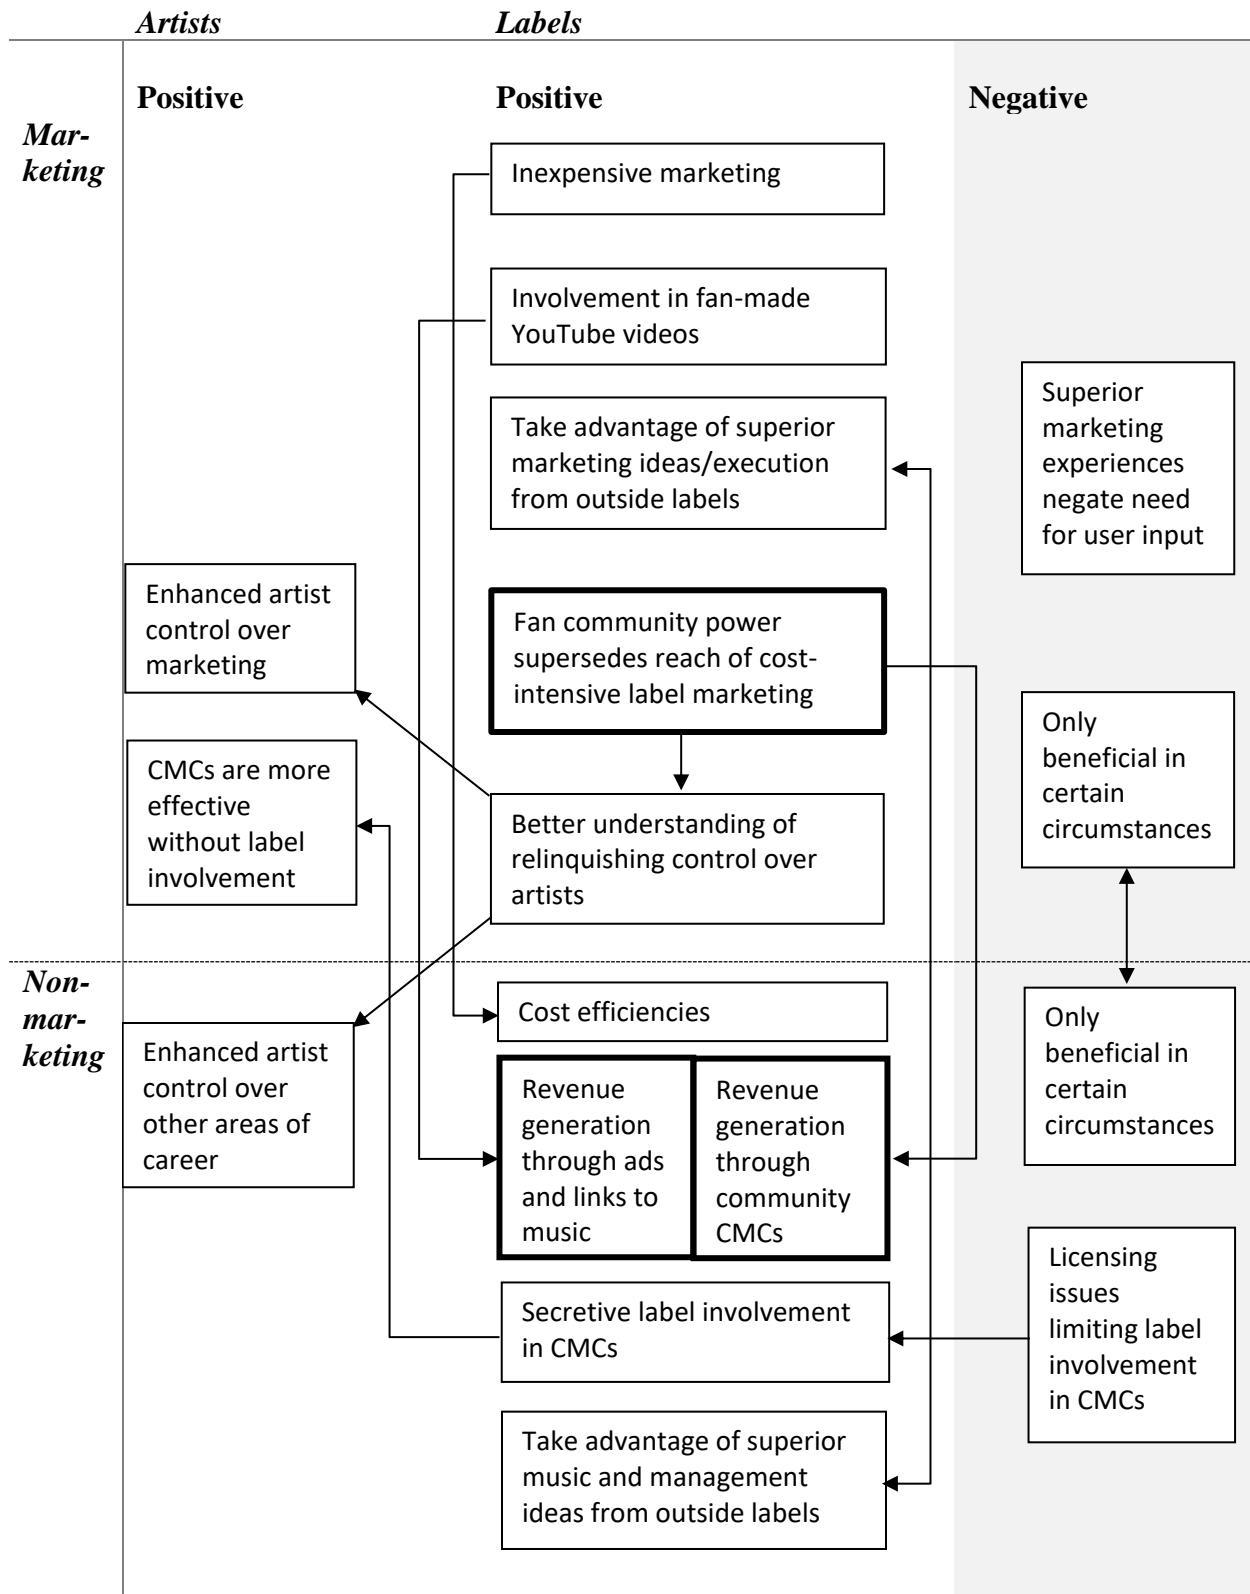 Artists
Labels
Positive
Positive
Negative
Mar-
keting
Inexpensive marketing
Involvement in fan-made
YouTube videos
Take advantage of superior
marketing ideas/execution
from outside labels
Superior
marketing
experiences
negate need
for user input
Enhanced artist
control over
marketing
Fan community power
supersedes reach of cost-
intensive label marketing
Only
beneficial in
certain
circumstances
CMCs are more
effective
without label
involvement
Better understanding of
relinquishing control over
artists
Non-
mar-
keting
Cost efficiencies
Enhanced artist
control over
other areas of
career
Revenue
generation
through ads
and links to
music
Revenue
generation
through
community
CMCs
Only
beneficial in
certain
circumstances
Secretive label involvement
in CMCs
Licensing
issues
limiting label
involvement
in CMCs
Take advantage of superior
music and management
ideas from outside labels